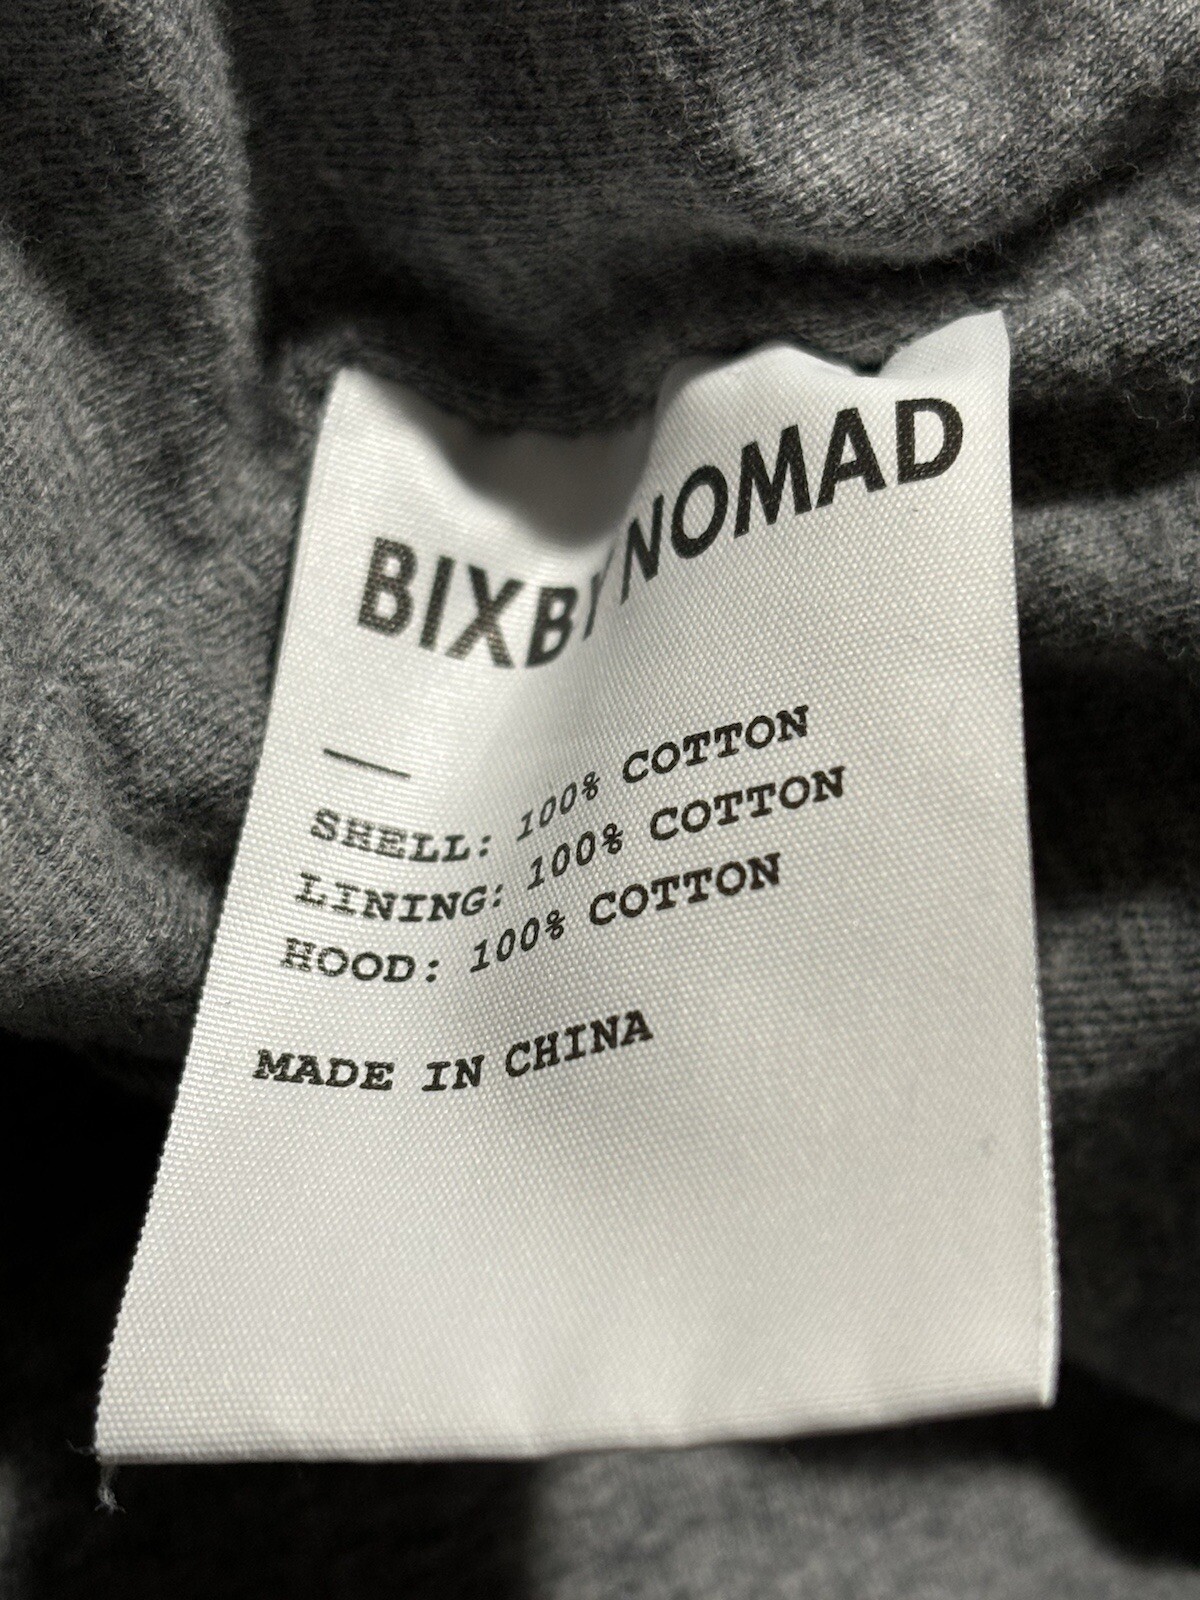 BIXBY NOMAD
SHELL: 100% COTTON
LINING: 100% COTTON
HOOD: 100% COTTON
MADE IN CHINA